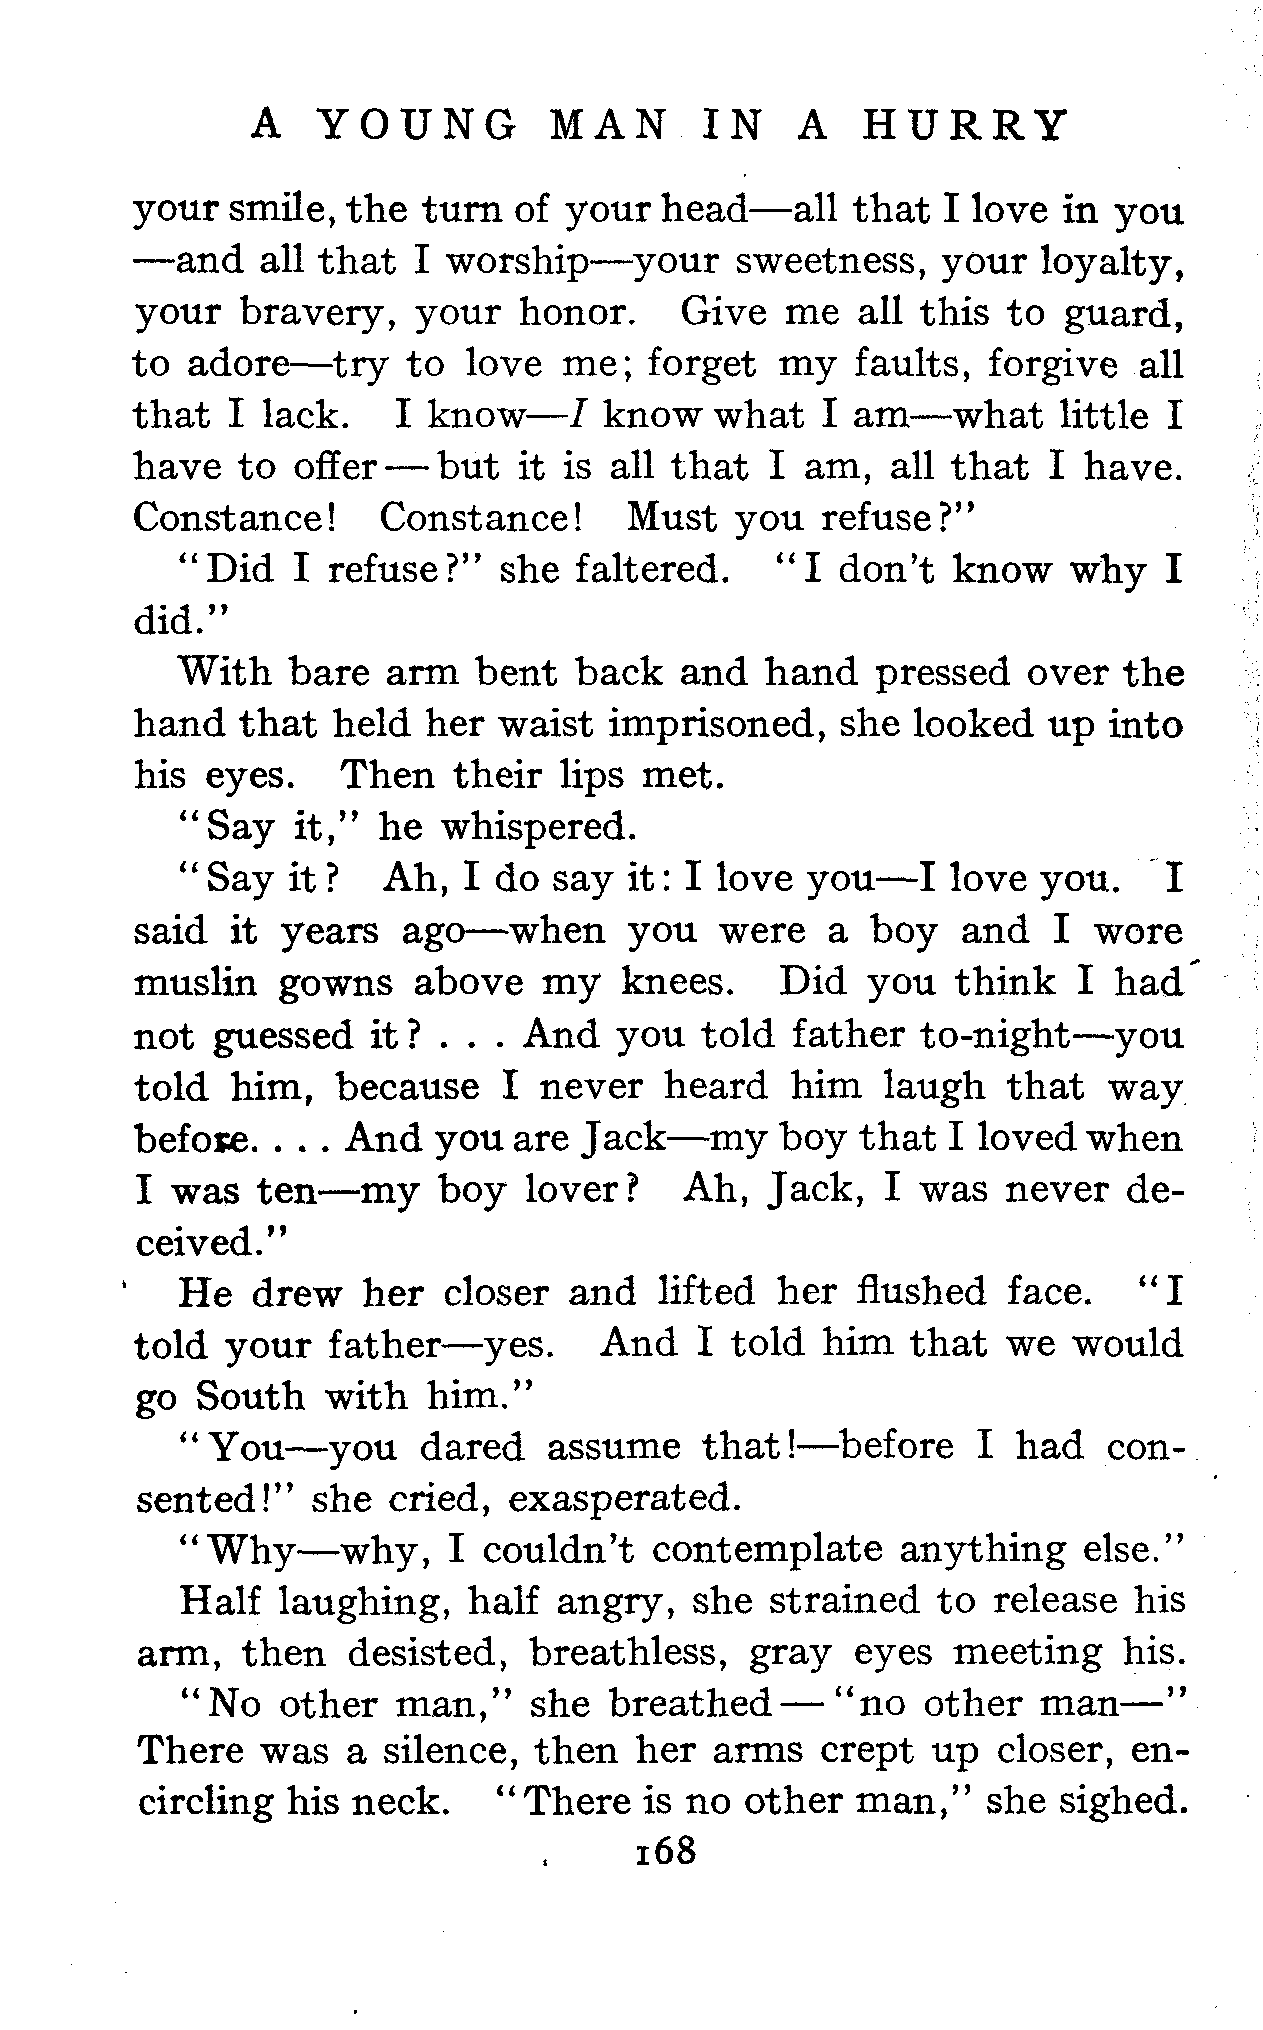 A YOUNG MAN IN A HURRY
your smile, the turn of your head—all that I love in you
—and all that I worship—your sweetness, your loyalty,
your bravery, your honor. Give me all this to guard,
to adore—try to love me; forget my faults, forgive all
that I lack. I know—I know what I am—what little I
have to offer—but it is all that I am, all that I have.
Constance! Constance! Must you refuse?"
"Did I refuse?" she faltered. "I don't know why I
did."
With bare arm bent back and hand pressed over the
hand that held her waist imprisoned, she looked up into
his eyes. Then their lips met.
"Say it," he whispered.
"Say it? Ah, I do say it: I love you—I love you. I
said it years ago—when you were a boy and I wore
muslin gowns above my knees. Did you think I had
not guessed it? . . . And you told father to-night—you
told him, because I never heard him laugh that way
before. . . . And you are Jack—my boy that I loved when
I was ten—my boy lover? Ah, Jack, I was never de-
ceived."
He drew her closer and lifted her flushed face. "I
told your father—yes. And I told him that we would
go South with him."
"You—you dared assume that!—before I had con-
sented!" she cried, exasperated.
"Why—why, I couldn't contemplate anything else."
Half laughing, half angry, she strained to release his
arm, then desisted, breathless, gray eyes meeting his.
"No other man," she breathed—"no other man—"
There was a silence, then her arms crept up closer, en-
circling his neck. "There is no other man," she sighed.
168